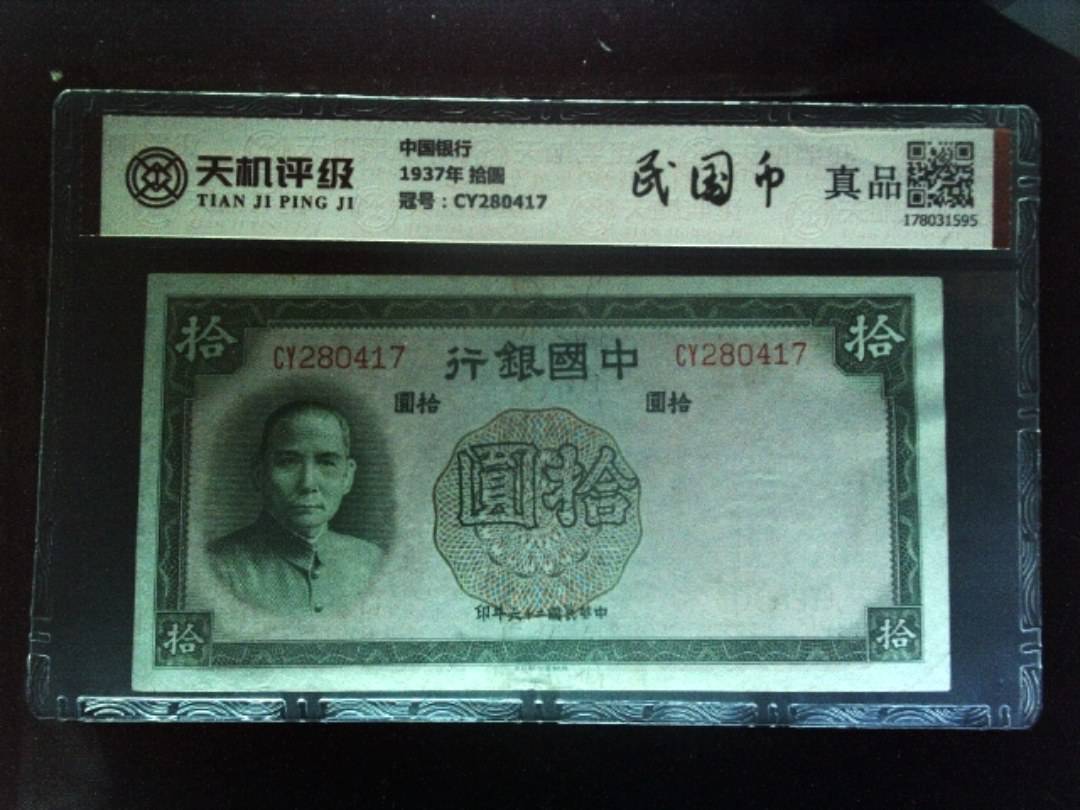 天机评级
TIAN JI PING JI
中国银行
1937年 拾圆
冠号：CY280417
民国币
真品
178031595
拾
拾
CY280417
行銀國中
CY280417
圓拾
圓拾
圓拾
印年六十二國民華中
拾
拾